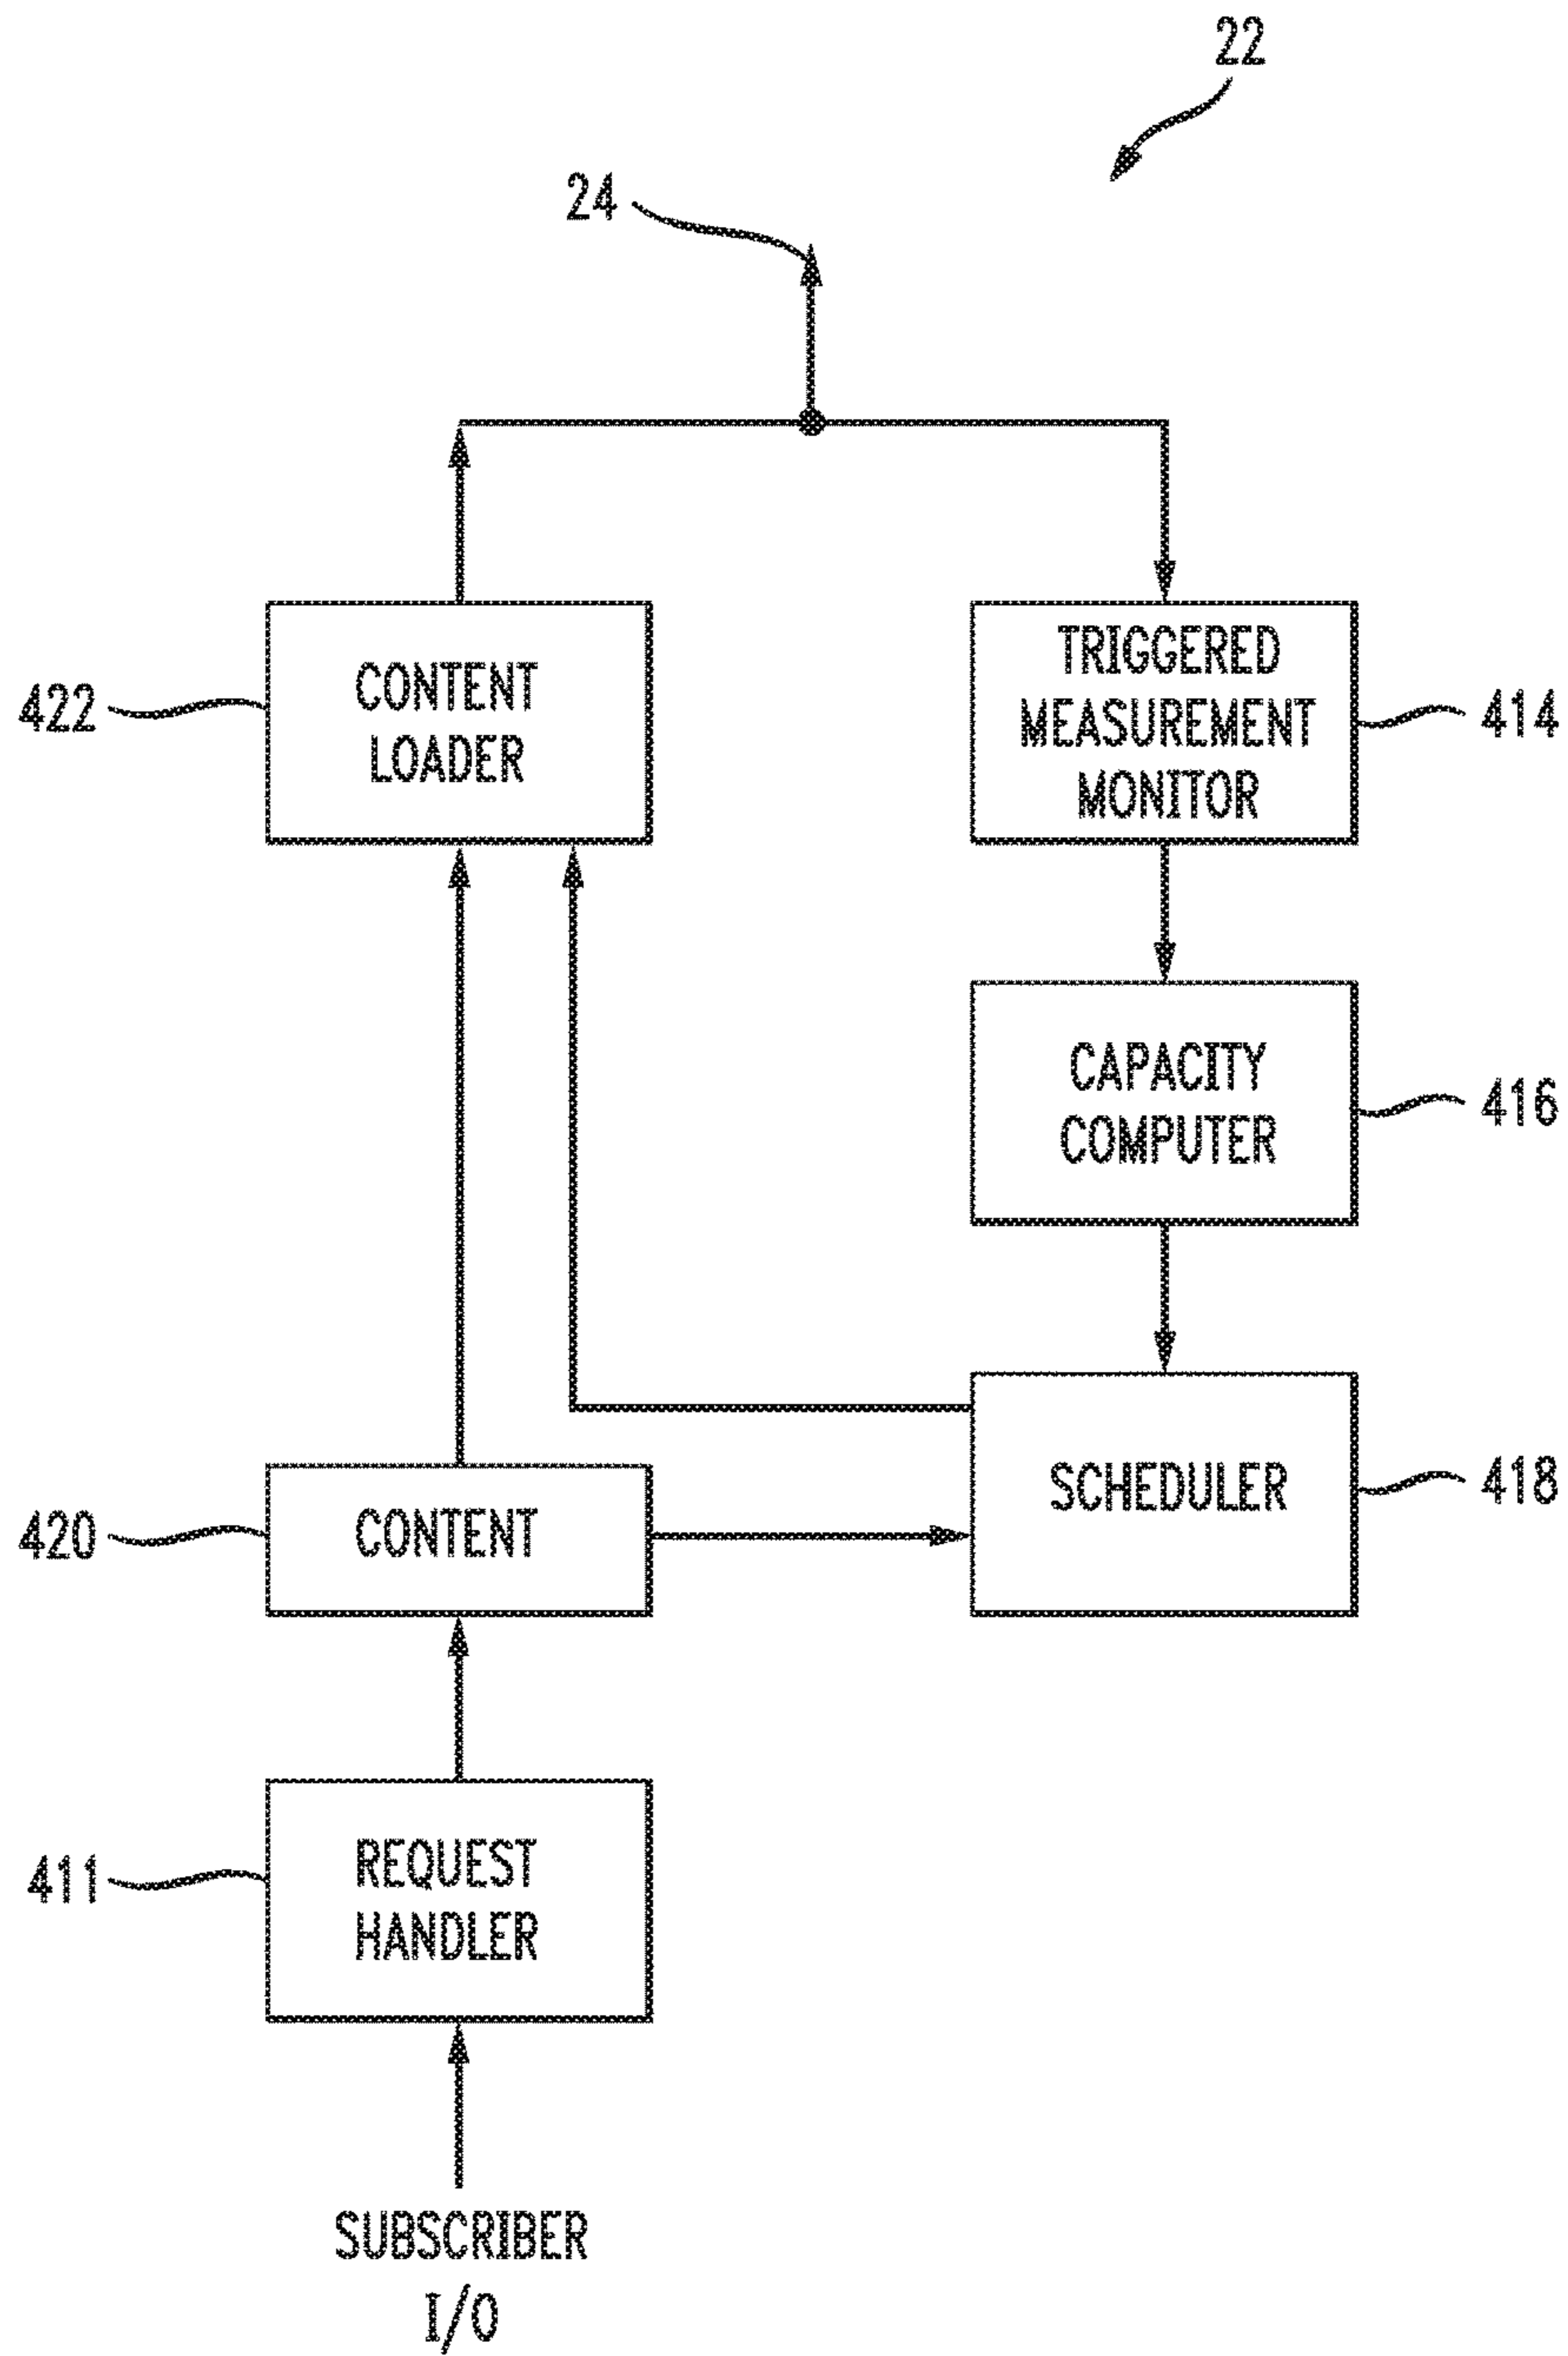 22
24
CONTENT
LOADER
422
TRIGGERED
MEASUREMENT
MONITOR
414
CAPACITY
COMPUTER
416
SCHEDULER
418
CONTENT
420
REQUEST
HANDLER
411
SUBSCRIBER
I/O